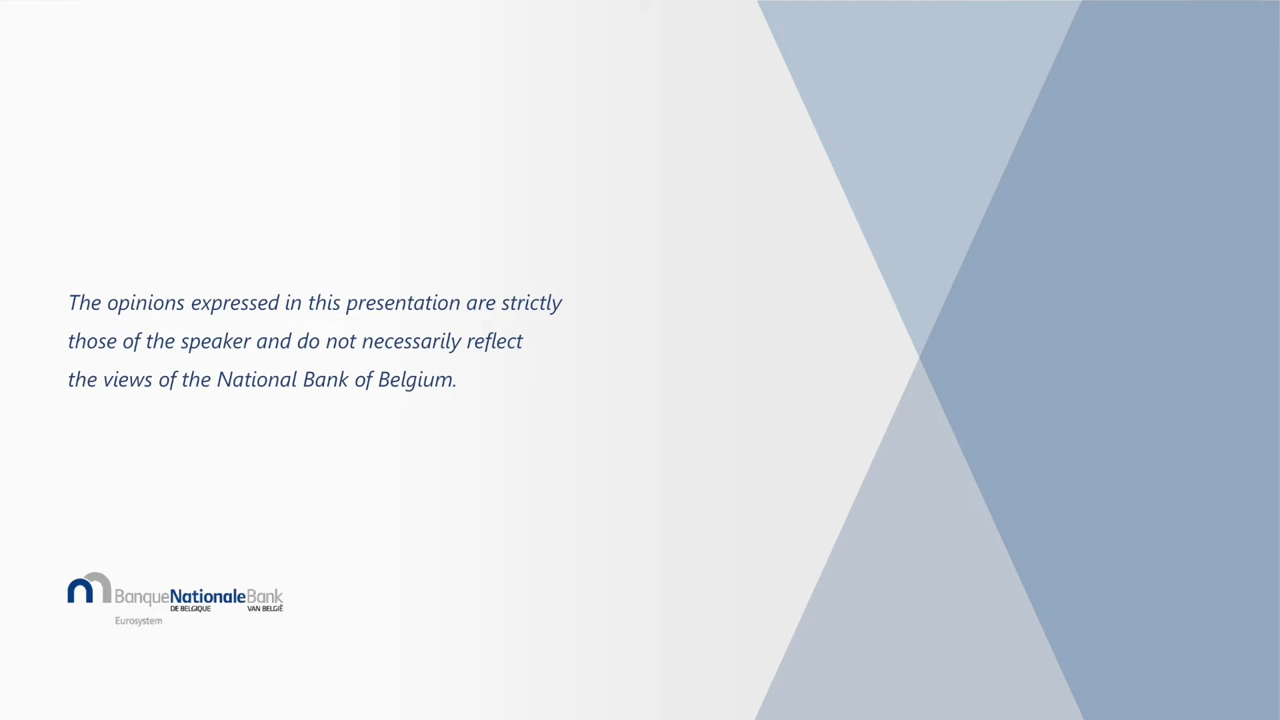 The opinions expressed in this presentation are strictly
those of the speaker and do not necessarily reflect
the views of the National Bank of Belgium.
BanqueNationaleBank
DE BELGIQUE VAN BELGIË
Eurosystem